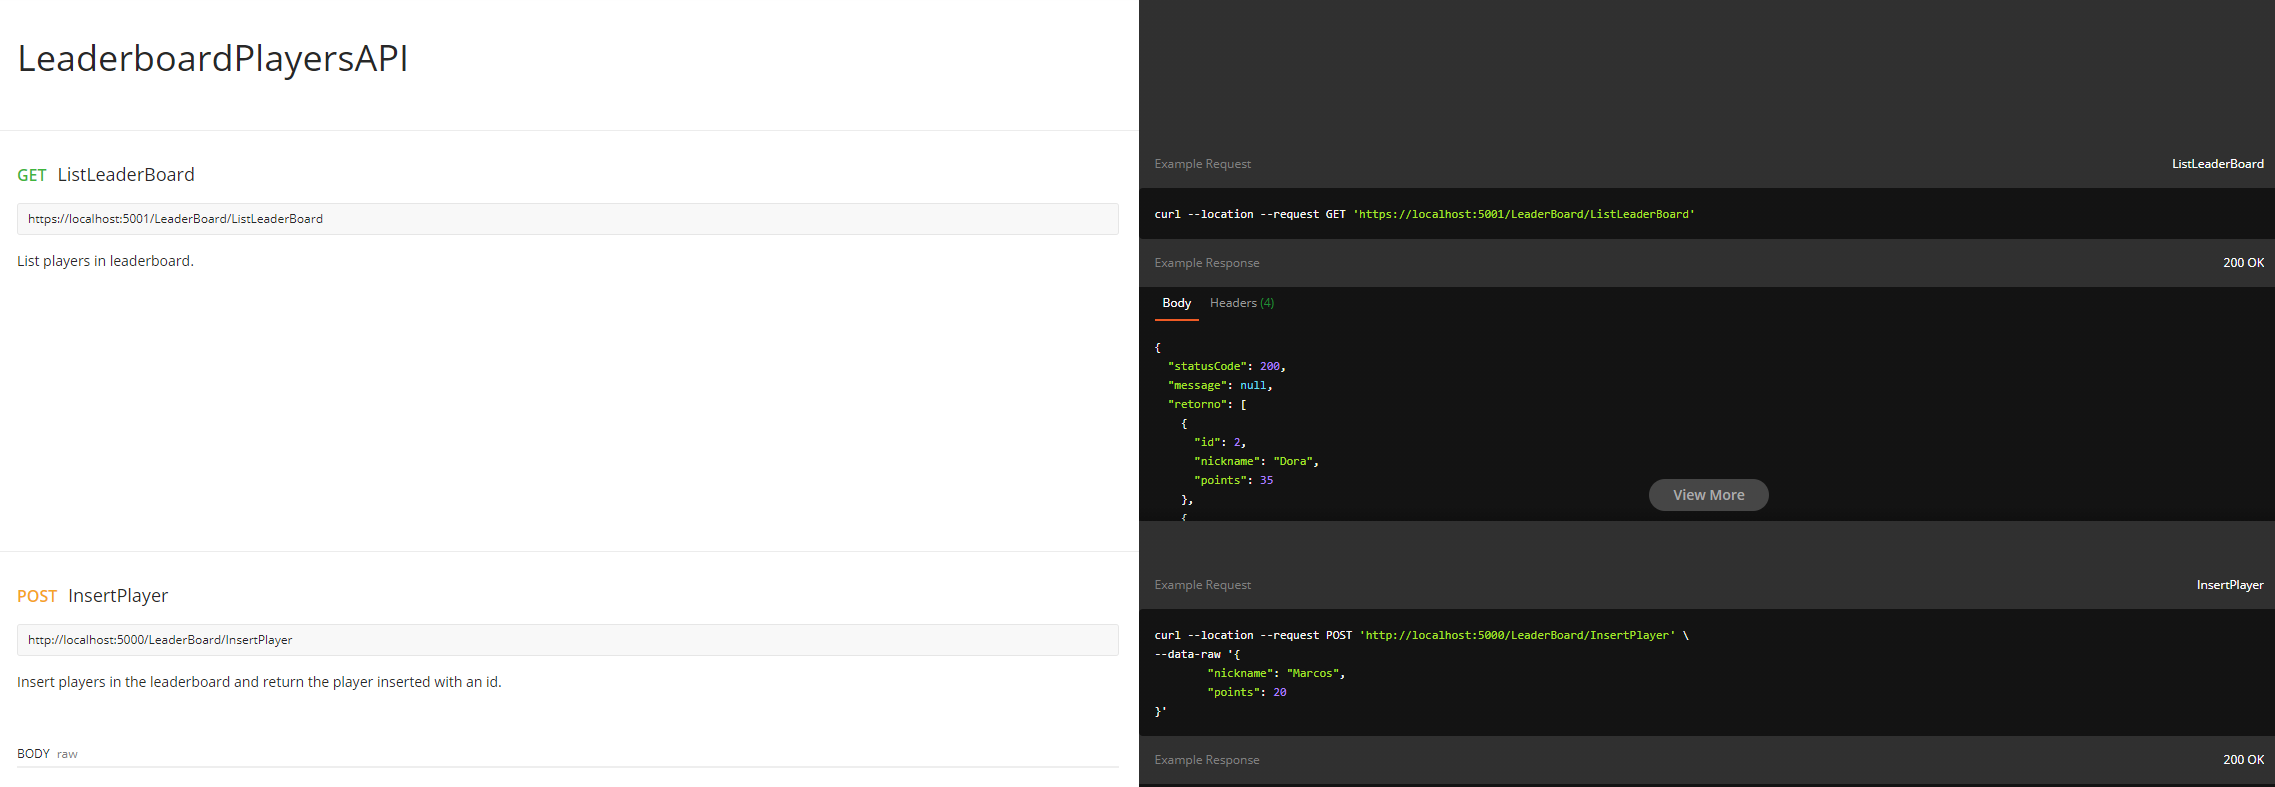 LeaderboardPlayersAPI
GET ListLeaderBoard
https://localhost:5001/LeaderBoard/ListLeaderBoard
List players in leaderboard.
Example Request ListLeaderBoard
curl --location --request GET 'https://localhost:5001/LeaderBoard/ListLeaderBoard'
Example Response 200 OK
Body Headers (4)
{
"statusCode": 200,
"message": null,
"retorno": [
{
"id": 2,
"nickname": "Dora",
"points": 35
},
{
View More
POST InsertPlayer
http://localhost:5000/LeaderBoard/InsertPlayer
Insert players in the leaderboard and return the player inserted with an id.
BODY raw
Example Request InsertPlayer
curl --location --request POST 'http://localhost:5000/LeaderBoard/InsertPlayer' \
--data-raw '{
"nickname": "Marcos",
"points": 20
}'
Example Response 200 OK